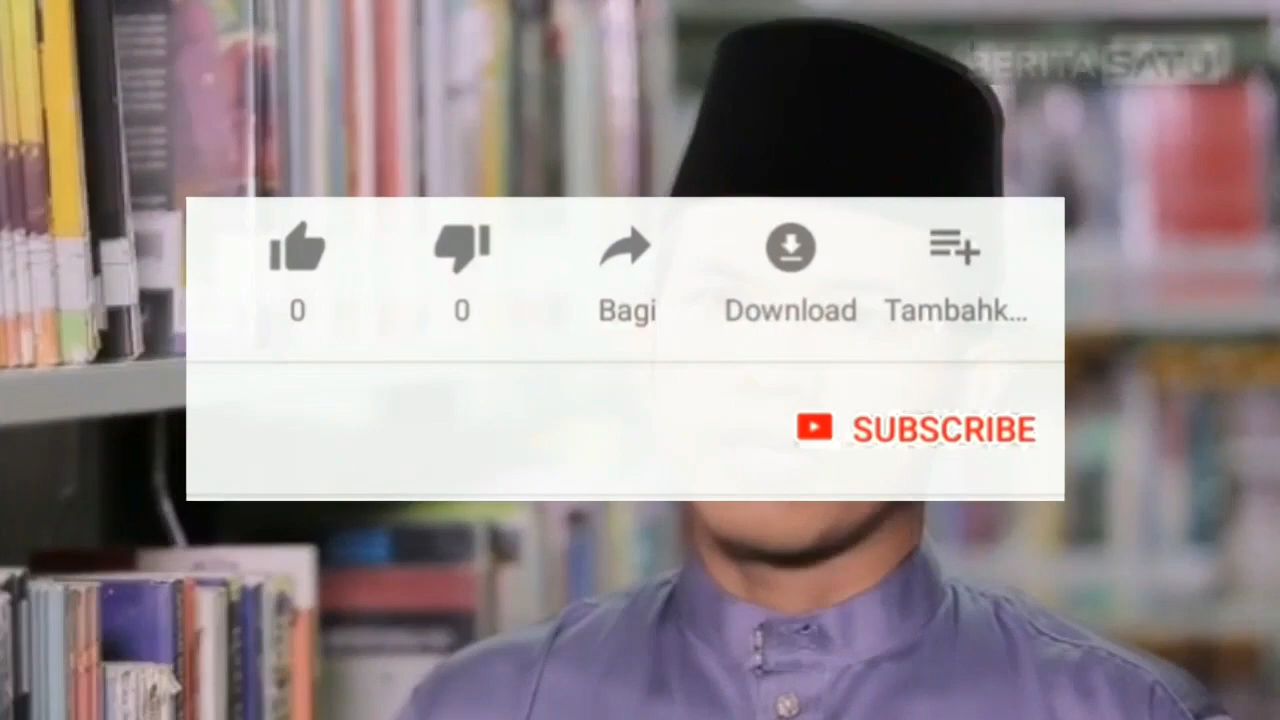 BERITA SATU
0
0
Bagi
Download
Tambahk...
SUBSCRIBE